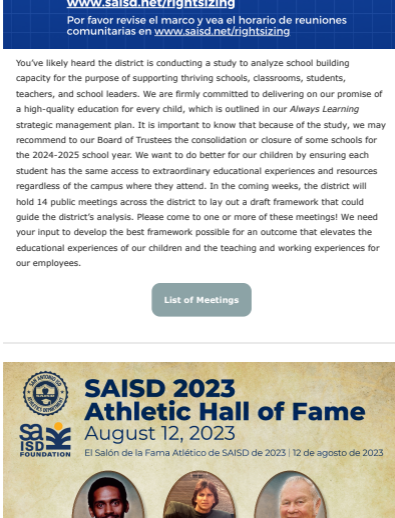 www.saisd.net/rightsizing
Por favor revise el marco y vea el horario de reuniones
comunitarias en www.saisd.net/rightsizing
You've likely heard the district is conducting a study to analyze school building
capacity for the purpose of supporting thriving schools, classrooms, students,
teachers, and school leaders. We are firmly committed to delivering on our promise of
a high-quality education for every child, which is outlined in our Always Learning
strategic management plan. It is important to know that because of the study, we may
recommend to our Board of Trustees the consolidation or closure of some schools for
the 2024-2025 school year. We want to do better for our children by ensuring each
student has the same access to extraordinary educational experiences and resources
regardless of the campus where they attend. In the coming weeks, the district will
hold 14 public meetings across the district to lay out a draft framework that could
guide the district's analysis. Please come to one or more of these meetings! We need
your input to develop the best framework possible for an outcome that elevates the
educational experiences of our children and the teaching and working experiences for
our employees.
List of Meetings
SAISD 2023
Athletic Hall of Fame
August 12, 2023
El Salón de la Fama Atlético de SAISD de 2023 | 12 de agosto de 2023
sa
ISD
FOUNDATION